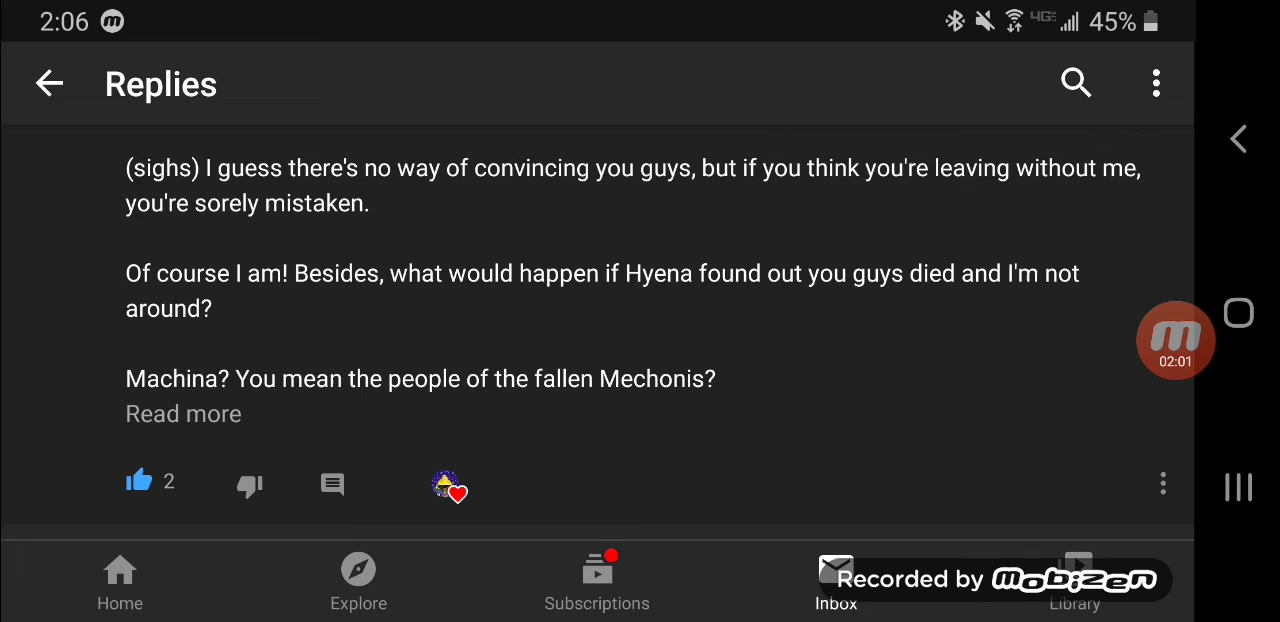 2:06 m 4G 45%
Replies
(sighs) I guess there's no way of convincing you guys, but if you think you're leaving without me,
you're sorely mistaken.
Of course I am! Besides, what would happen if Hyena found out you guys died and I'm not
around?
m
02:01
Machina? You mean the people of the fallen Mechonis?
Read more
2
Recorded by mobizen
Home Explore Subscriptions Inbox Library